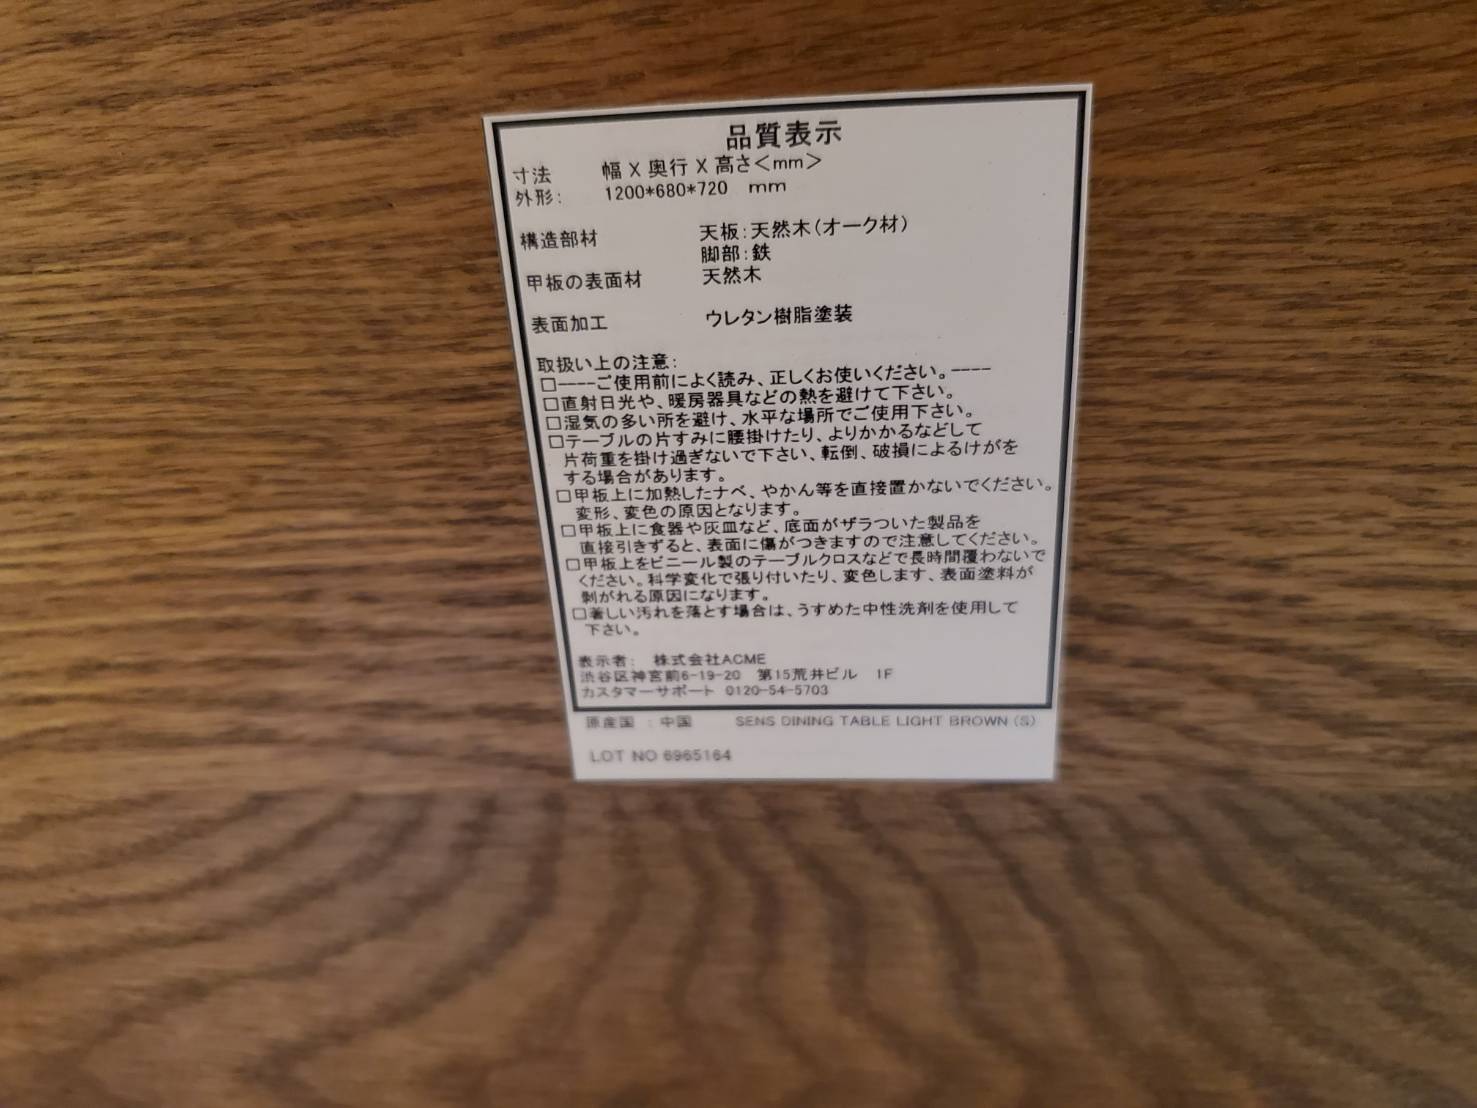 品質表示
寸法 幅 X 奥行 X 高さ<mm>
外形: 1200*680*720 mm
構造部材 天板:天然木(オーク材)
脚部:鉄
甲板の表面材 天然木
表面加工 ウレタン樹脂塗装
取扱い上の注意:
□----ご使用前によく読み、正しくお使いください。----
□直射日光や、暖房器具などの熱を避けて下さい。
□湿気の多い所を避け、水平な場所でご使用下さい。
□テーブルの片すみに腰掛けたり、よりかかるなどして
片荷重を掛け過ぎないで下さい、転倒、破損によるけがを
する場合があります。
□甲板上に加熱したナベ、やかん等を直接置かないでください。
変形、変色の原因となります。
□甲板上に食器や灰皿など、底面がザラついた製品を
直接引きずると、表面に傷がつきますので注意してください。
□甲板上をビニール製のテーブルクロスなどで長時間覆わないで
ください。科学変化で張り付いたり、変色します、表面塗料が
剥がれる原因になります。
□著しい汚れを落とす場合は、うすめた中性洗剤を使用して
下さい。
表示者: 株式会社ACME
渋谷区神宮前6-19-20 第15荒井ビル 1F
カスタマーサポート 0120-54-5703
原産国 : 中国 SENS DINING TABLE LIGHT BROWN (S)
LOT NO 6965164